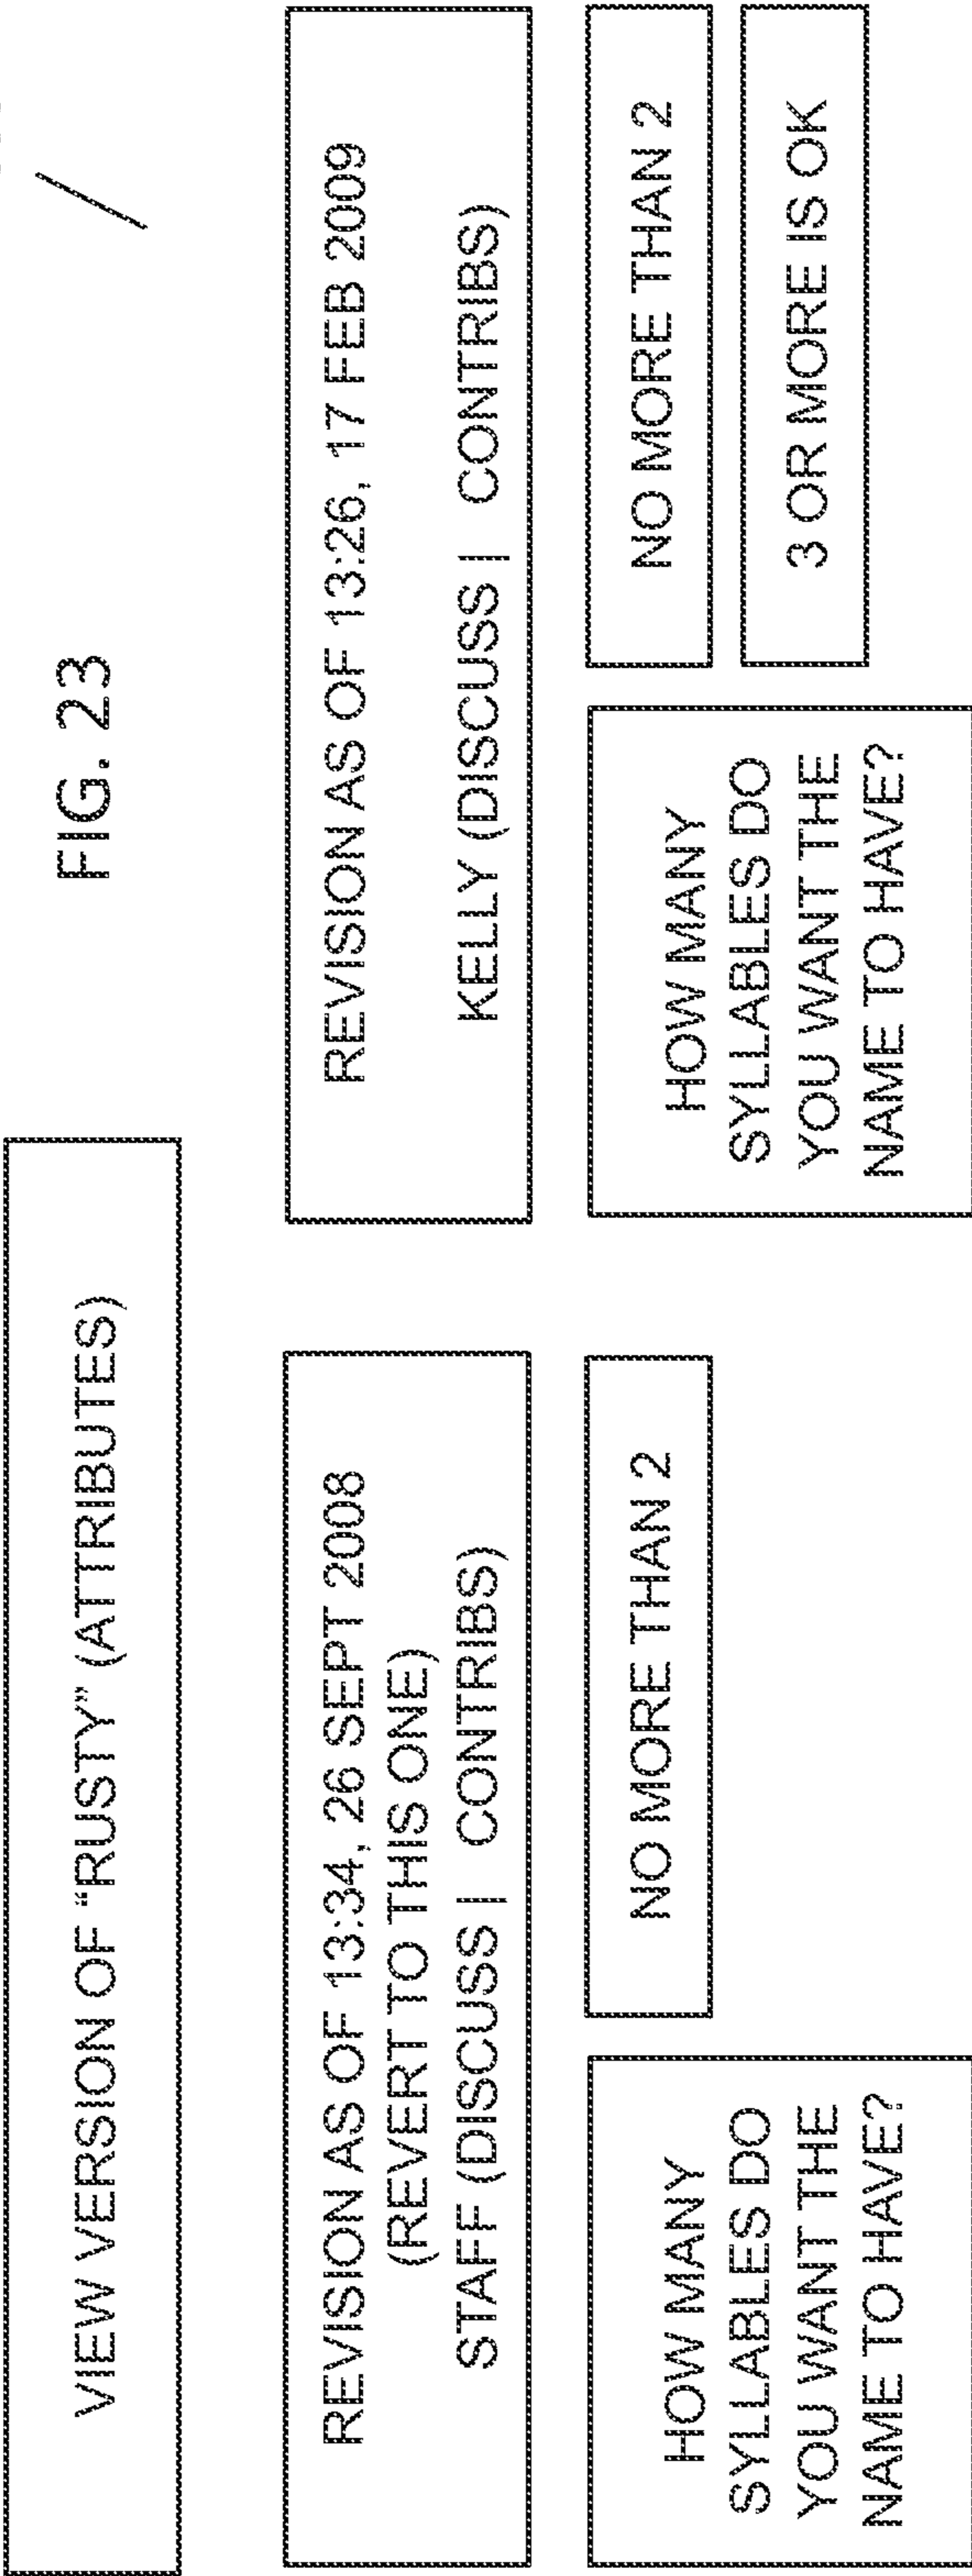 FIG. 23
VIEW VERSION OF “RUSTY” (ATTRIBUTES)
REVISION AS OF 13:34, 26 SEPT 2008
(REVERT TO THIS ONE)
STAFF (DISCUSS | CONTRIBS)
REVISION AS OF 13:26, 17 FEB 2009
KELLY (DISCUSS | CONTRIBS)
HOW MANY
SYLLABLES DO
YOU WANT THE
NAME TO HAVE?
NO MORE THAN 2
HOW MANY
SYLLABLES DO
YOU WANT THE
NAME TO HAVE?
NO MORE THAN 2
3 OR MORE IS OK